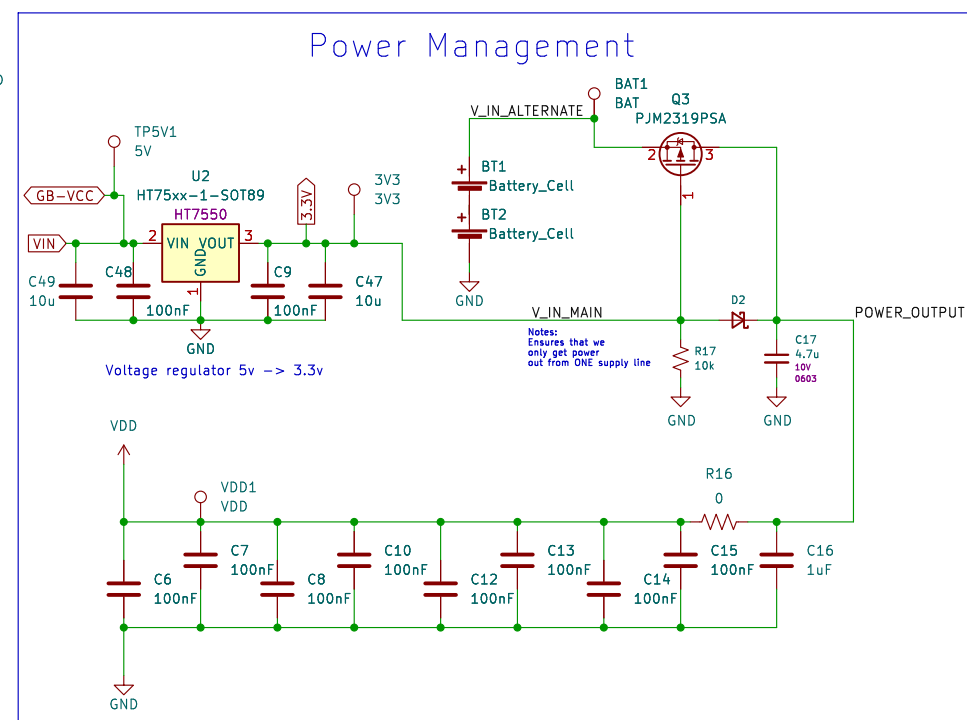 Power Management
BAT1
BAT
Q3
PJM2319PSA
V_IN_ALTERNATE
2
3
1
TP5V1
5V
GB-VCC
U2
HT75xx-1-SOT89
HT7550
3.3V
3V3
3V3
+
BT1
Battery_Cell
+
BT2
Battery_Cell
GND
VIN
2
VIN
VOUT
GND
3
1
C49
10u
C48
100nF
C9
100nF
C47
10u
GND
Voltage regulator 5v -> 3.3v
V_IN_MAIN
Notes:
Ensures that we
only get power
out from ONE supply line
D2
POWER_OUTPUT
R17
10k
GND
C17
4.7u
10V
0603
GND
VDD
VDD1
VDD
R16
0
C6
100nF
C7
100nF
C8
100nF
C10
100nF
C12
100nF
C13
100nF
C14
100nF
C15
100nF
C16
1uF
GND